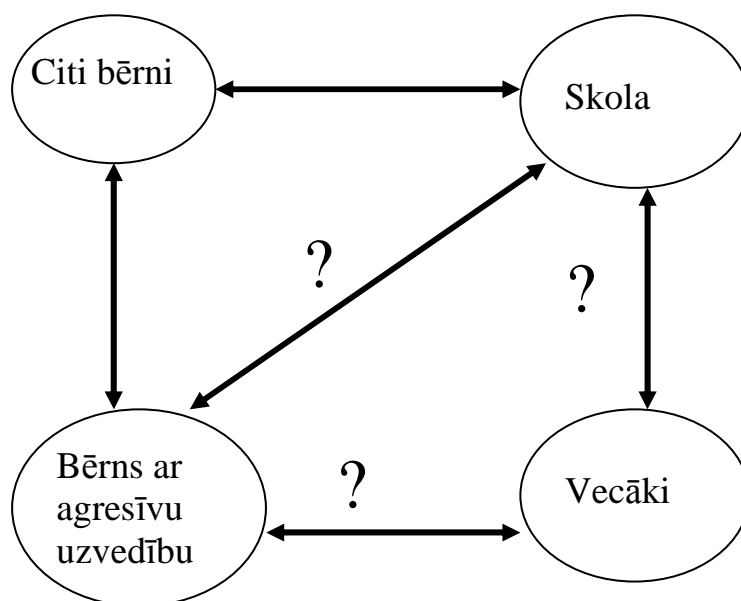 Citi bērni
Skola
?
?
Bērns ar
agresīvu
uzvedību
?
Vecāki